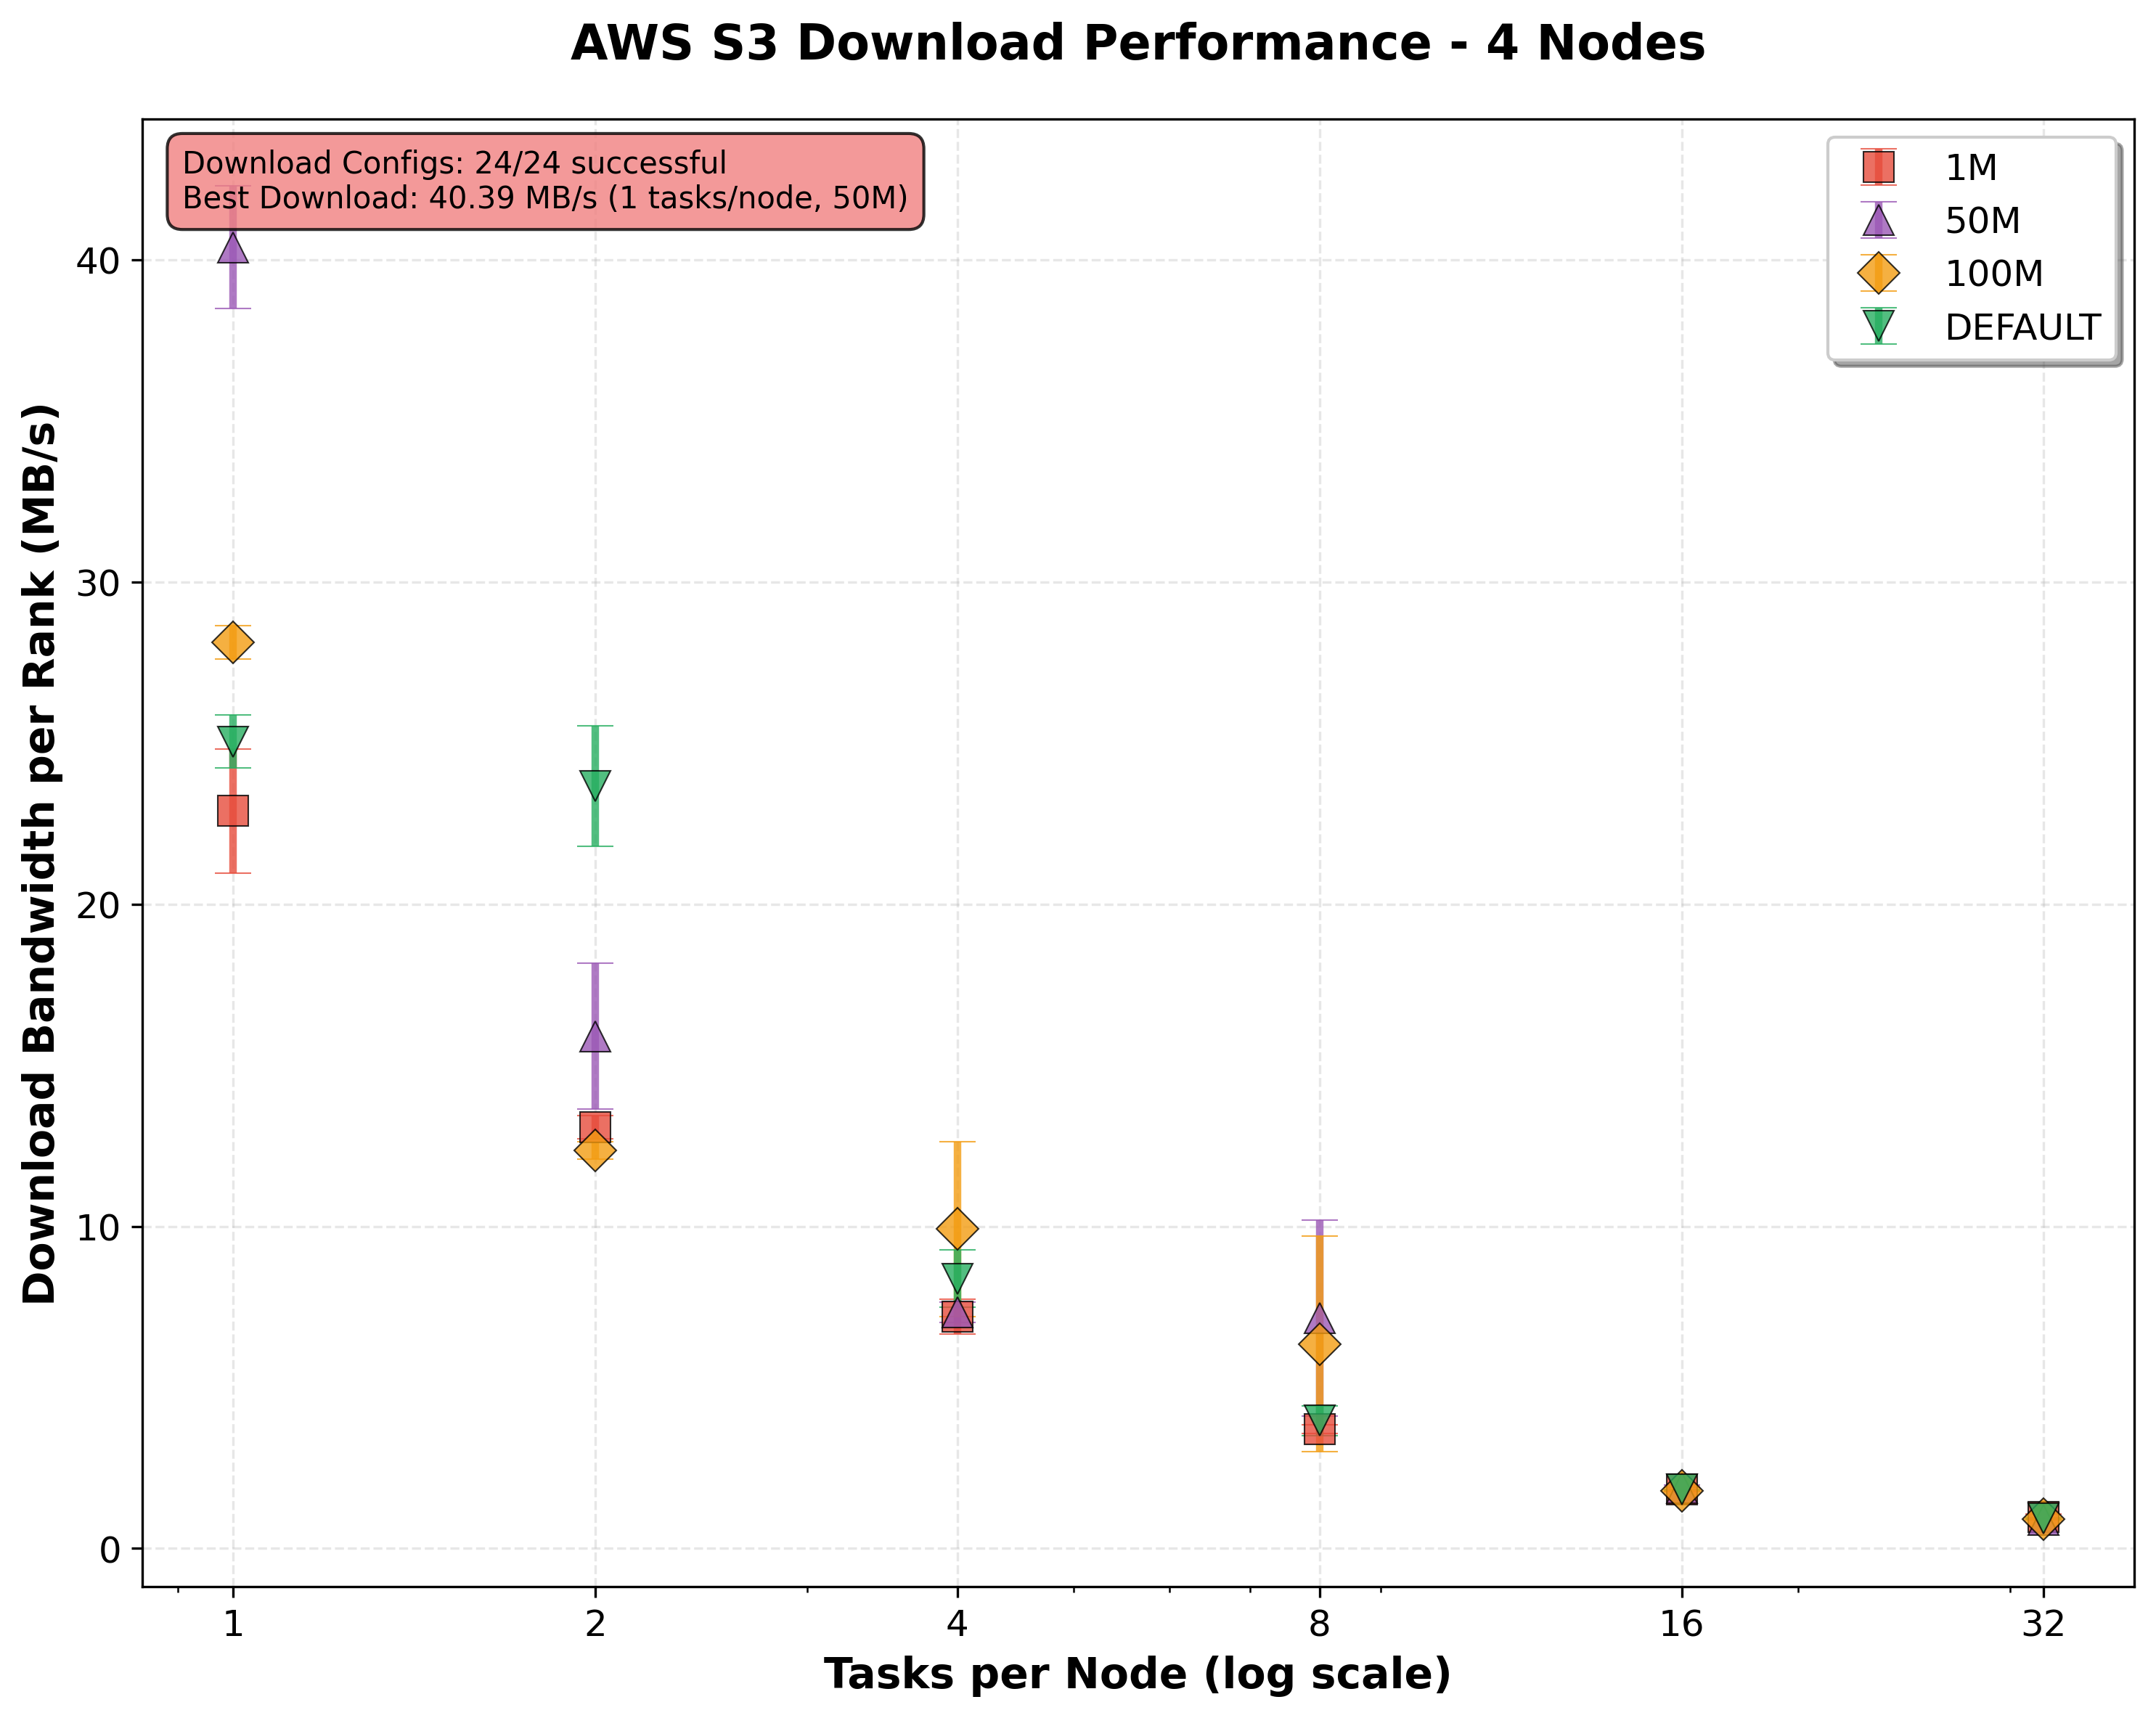 AWS S3 Download Performance - 4 Nodes
Download Configs: 24/24 successful
Best Download: 40.39 MB/s (1 tasks/node, 50M)
1M
50M
100M
DEFAULT
Download Bandwidth per Rank (MB/s)
40
30
20
10
0
1 2 4 8 16 32
Tasks per Node (log scale)